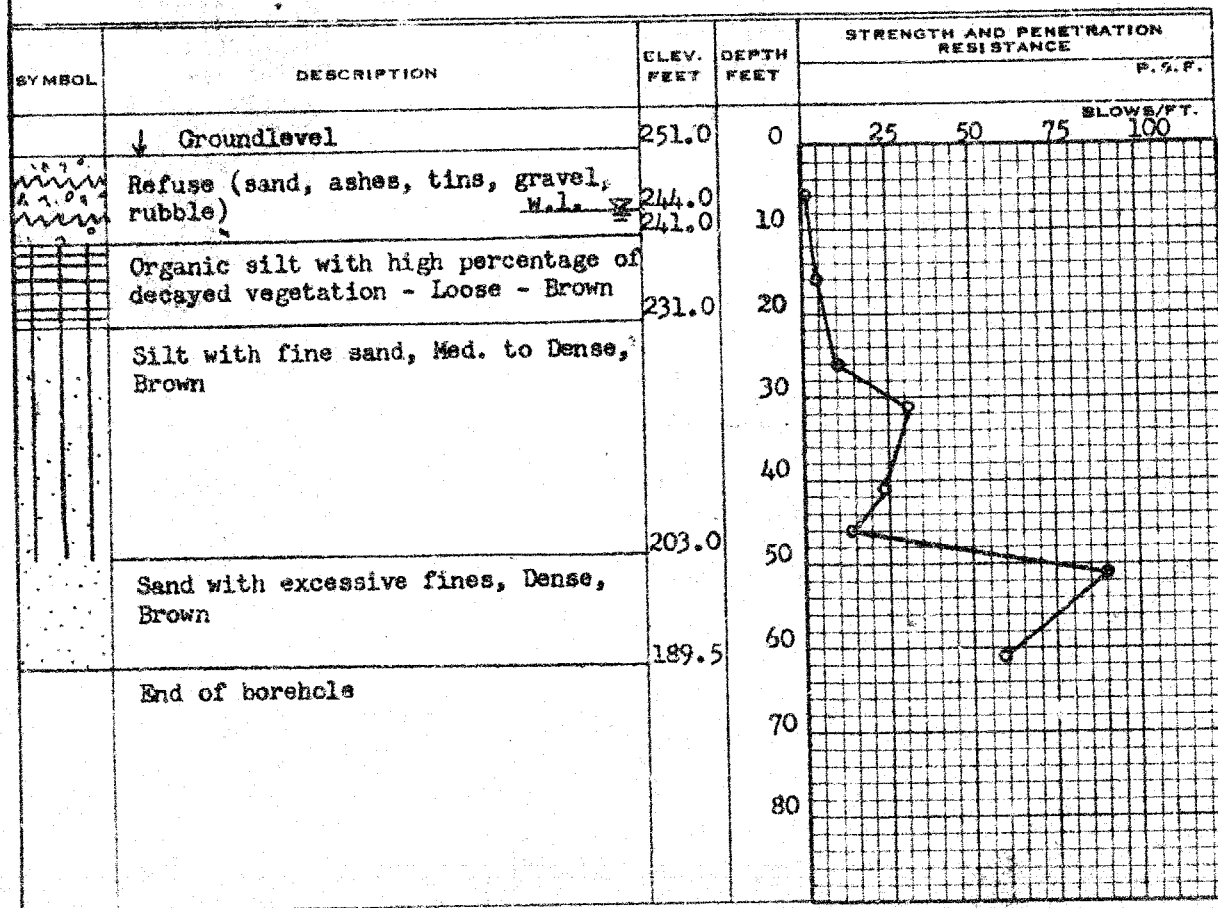 STRENGTH AND PENETRATION
RESISTANCE
SYMBOL DESCRIPTION ELEV. FEET DEPTH FEET P.S.F.
BLOWS/FT.
↓ Groundlevel 251.0 0 25 50 75 100
Refuse (sand, ashes, tins, gravel,
rubble) w.l. 244.0
241.0 10
Organic silt with high percentage of
decayed vegetation - Loose - Brown
231.0 20
Silt with fine sand, Med. to Dense,
Brown
30
40
203.0 50
Sand with excessive fines, Dense,
Brown
189.5 60
End of borehole
70
80